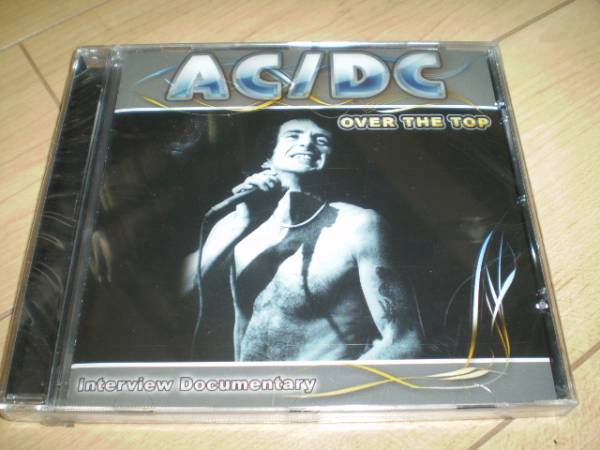 AC/DC
OVER THE TOP
Interview Documentary